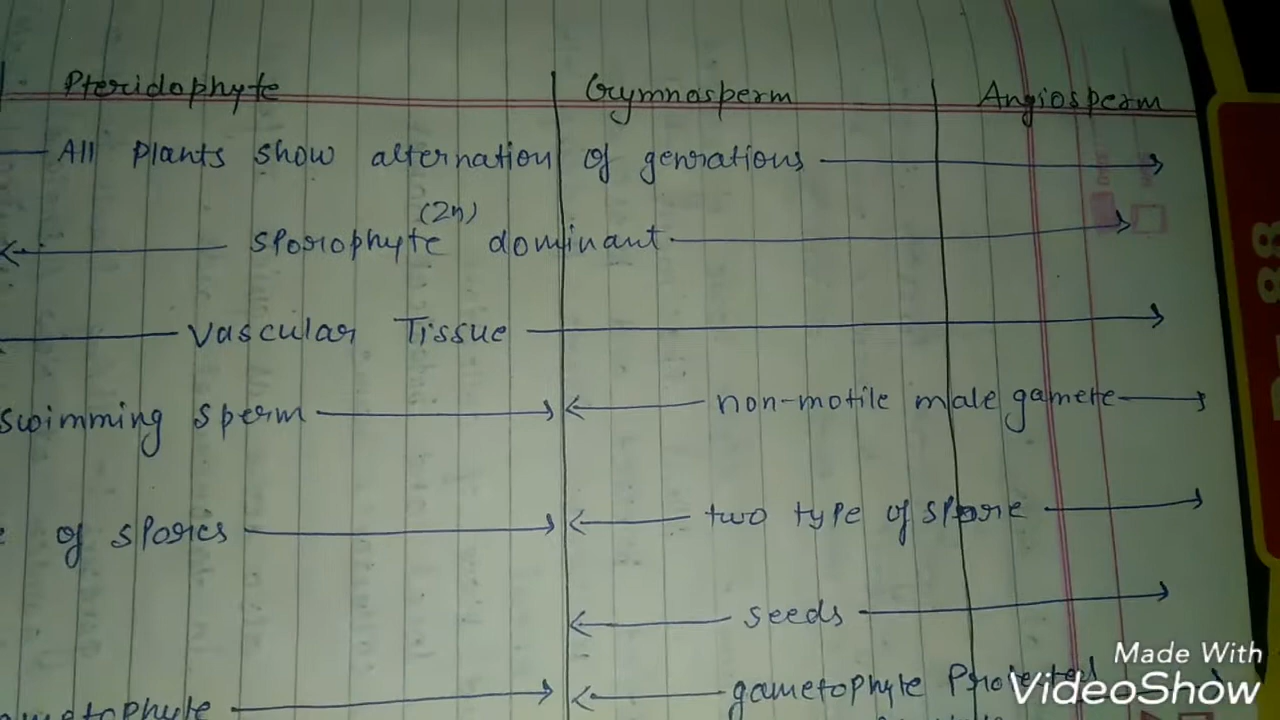 Pteridophyte Gymnosperm Angiosperm
All plants show alternation of genrations
(2n)
sporophyte dominant
Vascular Tissue
swimming sperm non-motile male gamete
of spories two type of spore
seeds
gametophyte Protected
Made With
VideoShow